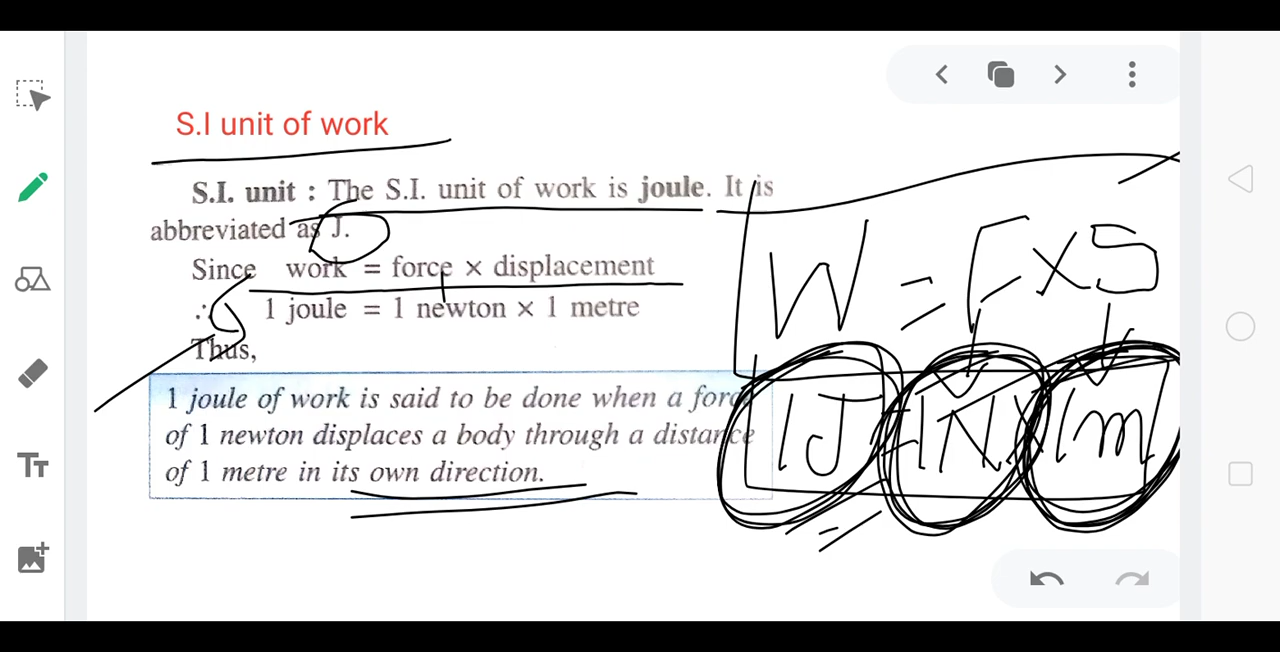 S.I unit of work
S.I. unit : The S.I. unit of work is joule. It is
abbreviated as J.
Since work = force × displacement
∴ 1 joule = 1 newton × 1 metre
Thus,
1 joule of work is said to be done when a force
of 1 newton displaces a body through a distance
of 1 metre in its own direction.
W = F × S
1J = 1N × 1m
TT